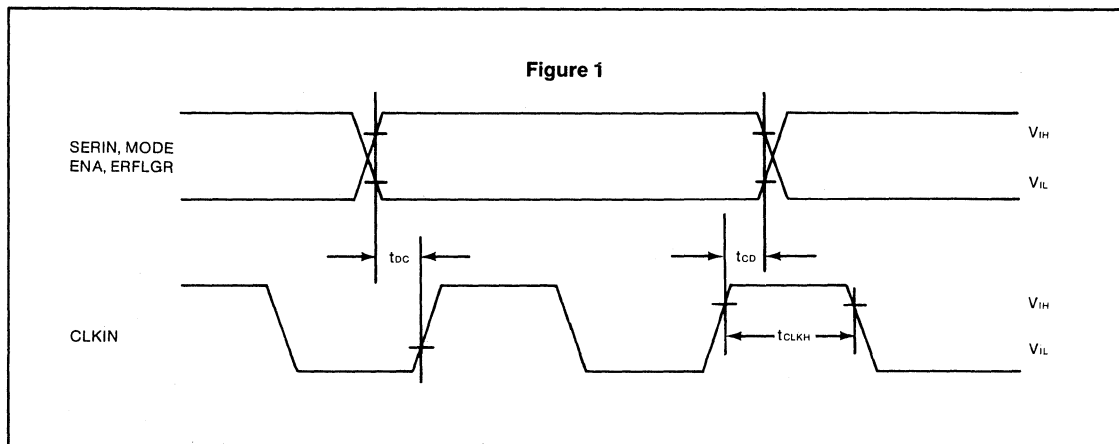 Figure 1
SERIN, MODE
ENA, ERFLGR
VIH
VIL
tDC
tCD
CLKIN
VIH
tCLKH
VIL